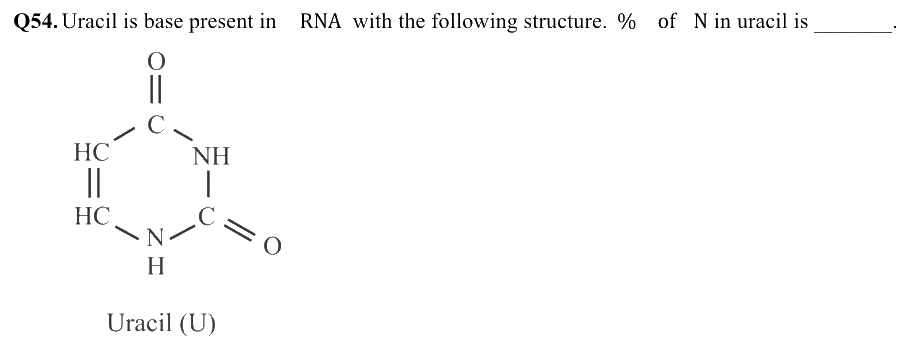 Q54. Uracil is base present in RNA with the following structure. % of N in uracil is _______.
O
||
C
HC NH
|| |
HC C
N O
H
Uracil (U)